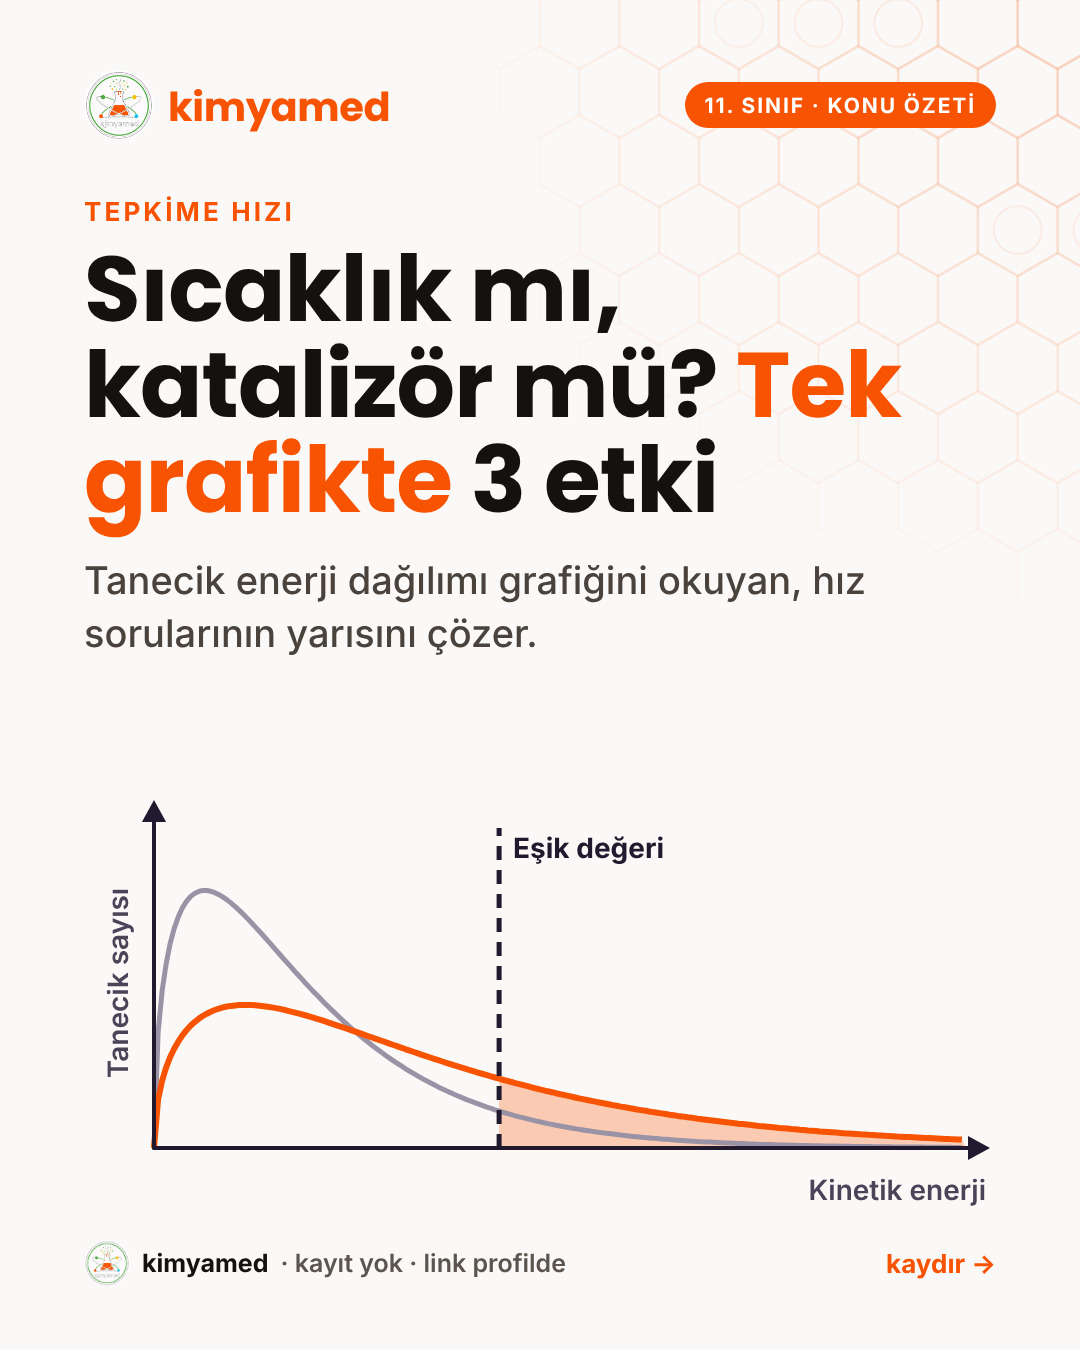 kimyamed
11. SINIF · KONU ÖZETİ
TEPKİME HIZI
Sıcaklık mı,
katalizör mü? Tek
grafikte 3 etki
Tanecik enerji dağılımı grafiğini okuyan, hız
sorularının yarısını çözer.
Eşik değeri
Tanecik sayısı
Kinetik enerji
kimyamed · kayıt yok · link profilde
kaydır →